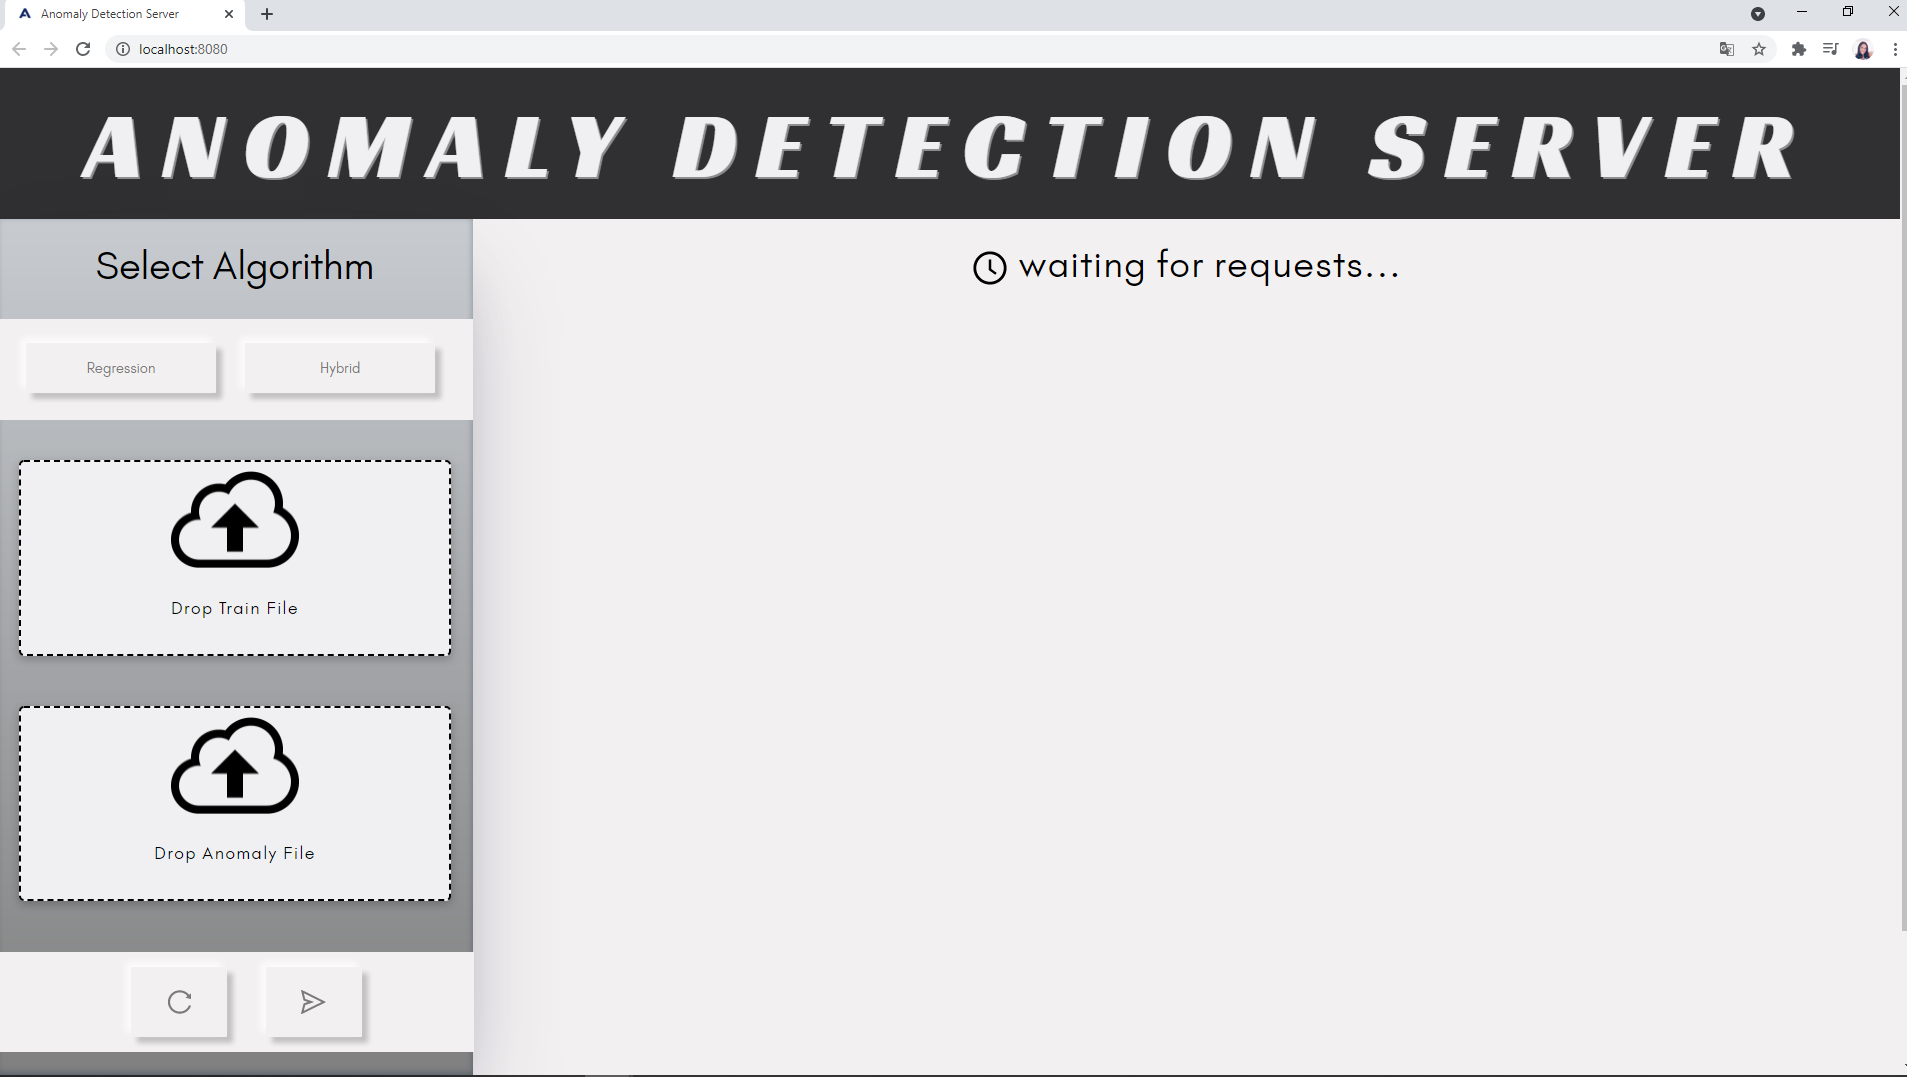 Anomaly Detection Server
localhost:8080
ANOMALY DETECTION SERVER
Select Algorithm
waiting for requests...
Regression
Hybrid
Drop Train File
Drop Anomaly File